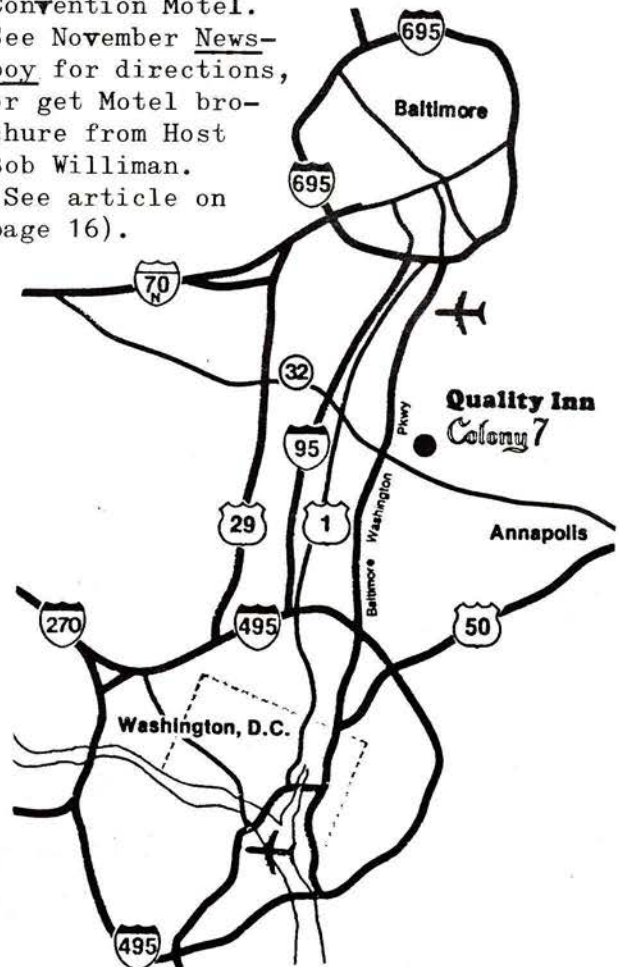 Convention Motel.
See November News-
boy for directions,
or get Motel bro-
chure from Host
Bob Williman.
See article on
page 16).
695
Baltimore
695
70
N
32
Quality Inn
Colony 7
95
Baltimore Washington Pkwy
29
1
Annapolis
270
495
50
Washington, D.C.
495